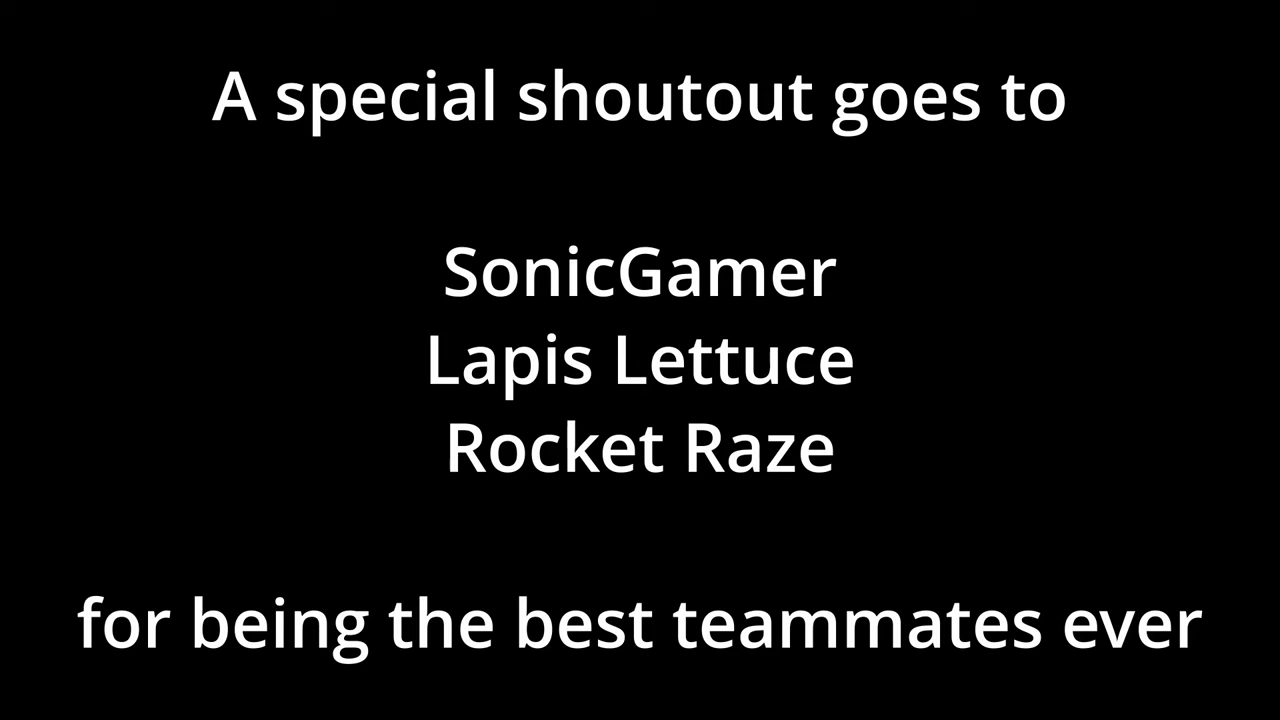 A special shoutout goes to
SonicGamer
Lapis Lettuce
Rocket Raze
for being the best teammates ever